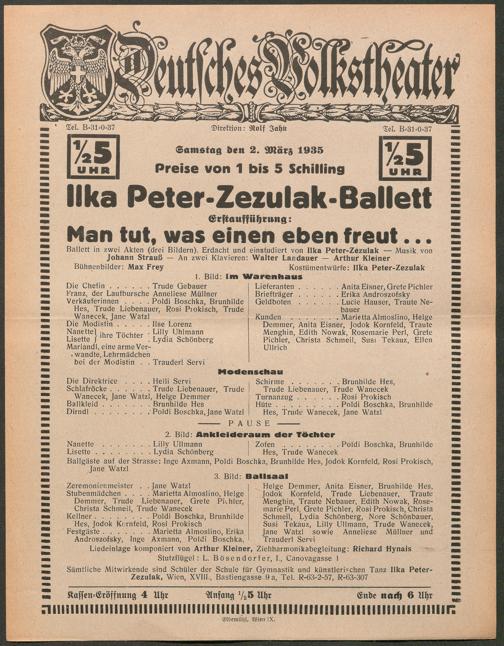 Deutsches Volkstheater
Tel. B-31-0-37 Direktion: Rolf Jahn Tel. B-31-0-37
½5 UHR
Samstag den 2. März 1935
½5 UHR
Preise von 1 bis 5 Schilling
Ilka Peter-Zezulak-Ballett
Erstaufführung:
Man tut, was einen eben freut . . .
Ballett in zwei Akten (drei Bildern). Erdacht und einstudiert von Ilka Peter-Zezulak — Musik von
Johann Strauß — An zwei Klavieren: Walter Landauer — Arthur Kleiner
Bühnenbilder: Max Frey Kostümentwürfe: Ilka Peter-Zezulak
1. Bild: Im Warenhaus
Die Chefin . . . . . Trude Gebauer
Franz, der Laufbursche Anneliese Müllner
Verkäuferinnen . . . Poldi Boschka, Brunhilde
Hes, Trude Liebenauer, Rosi Prokisch, Trude
Wanecek, Jane Watzl
Die Modistin . . . . Ilse Lorenz
Nanette } ihre Töchter . Lilly Uhlmann
Lisette } Lydia Schönberg
Mariandl, eine arme Ver-
wandte, Lehrmädchen
bei der Modistin . . Trauderl Servi
Lieferanten . . . . . Anita Eisner, Grete Pichler
Briefträger . . . . . Erika Androszofsky
Geldboten . . . . . Lucie Hauser, Traute Ne-
bauer
Kunden . . . . . Marietta Almoslino, Helge
Demmer, Anita Eisner, Jodok Kornfeld, Traute
Menghin, Edith Nowak, Rosemarie Perl, Grete
Pichler, Christa Schmeil, Susi Tekauz, Ellen
Ullrich
Modenschau
Die Direktrice . . . Heili Servi
Schlafröcke . . . . Trude Liebenauer, Trude
Wanecek, Jane Watzl, Helge Demmer
Ballkleid . . . . . Brunhilde Hes
Dirndl . . . . . Poldi Boschka, Jane Watzl
Schirme . . . . . Brunhilde Hes,
Trude Liebenauer, Trude Wanecek
Turnanzug . . . . . Rosi Prokisch
Hüte . . . . . Poldi Boschka, Brunhilde
Hes, Trude Wanecek, Jane Watzl
— PAUSE —
2. Bild: Ankleideraum der Töchter
Nanette . . . . . Lilly Uhlmann
Lisette . . . . . Lydia Schönberg
Zofen . . . . . Poldi Boschka, Brunhilde
Hes, Trude Wanecek
Ballgäste auf der Strasse: Inge Axmann, Poldi Boschka, Brunhilde Hes, Jodok Kornfeld, Rosi Prokisch,
Jane Watzl
3. Bild: Ballsaal
Zeremonienmeister . . Jane Watzl
Stubenmädchen . . . Marietta Almoslino, Helge
Demmer, Trude Liebenauer, Grete Pichler,
Christa Schmeil, Trude Wanecek
Kellner . . . . . Poldi Boschka, Brunhilde
Hes, Jodok Kornfeld, Rosi Prokisch
Festgäste . . . . . Marietta Almoslino, Erika
Androszofsky, Inge Axmann, Poldi Boschka,
Helge Demmer, Anita Eisner, Brunhilde Hes,
Jodok Kornfeld, Trude Liebenauer, Traute
Menghin, Traute Nebauer, Edith Nowak, Rose-
marie Perl, Grete Pichler, Rosi Prokisch, Christa
Schmeil, Lydia Schönberg, Nore Schönbauer,
Susi Tekauz, Lilly Ullmann, Trude Wanecek,
Jane Watzl sowie Anneliese Müllner und
Trauderl Servi
Liedeinlage komponiert von Arthur Kleiner, Ziehharmonikabegleitung: Richard Hynais
Stutzflügel: L. Bösendorfer, I., Canovagasse 1
Sämtliche Mitwirkende sind Schüler der Schule für Gymnastik und künstlerischen Tanz Ilka Peter-
Zezulak, Wien, XVIII., Bastiengasse 9 a, Tel. R-63-2-57, R-63-307
Kassen-Eröffnung 4 Uhr Anfang ½5 Uhr Ende nach 6 Uhr
Elbemühl, Wien IX.